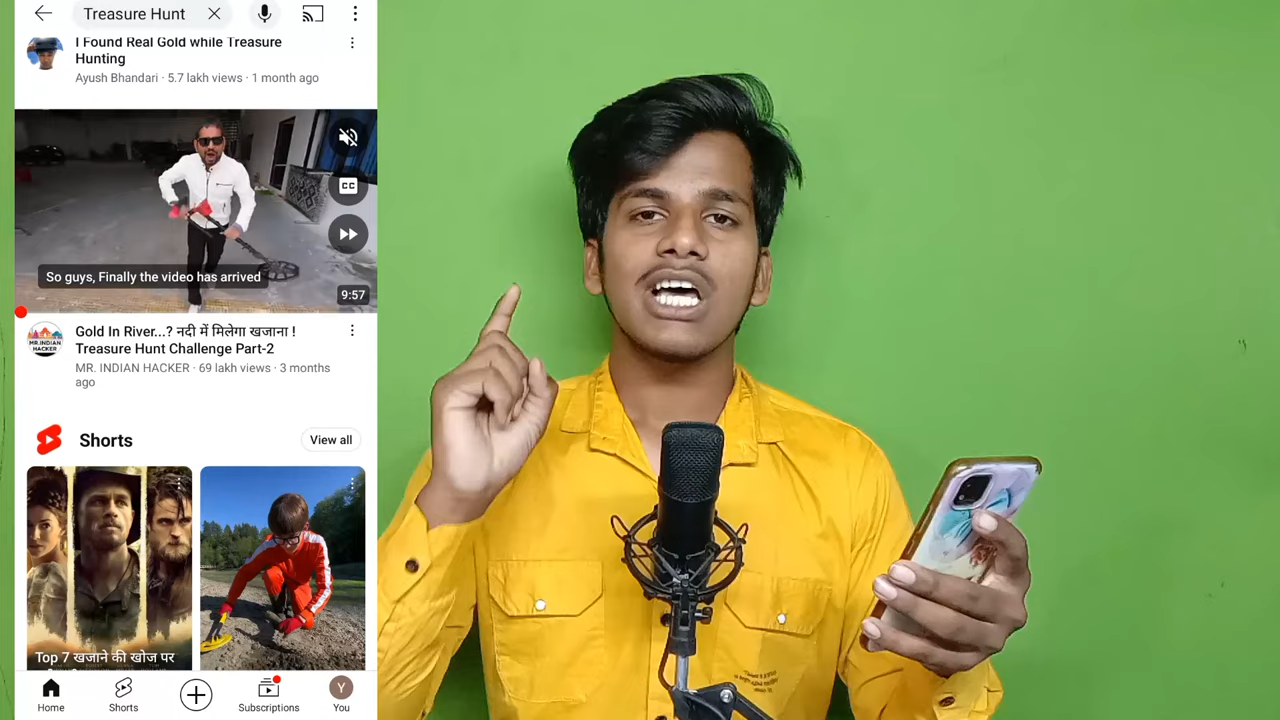 Treasure Hunt
I Found Real Gold while Treasure
Hunting
Ayush Bhandari · 5.7 lakh views · 1 month ago
CC
So guys, Finally the video has arrived
9:57
MR.INDIAN
HACKER
Gold In River...? नदी में मिलेगा खजाना !
Treasure Hunt Challenge Part-2
MR. INDIAN HACKER · 69 lakh views · 3 months
ago
Shorts
View all
Top 7 खजाने की खोज पर
Home
Shorts
Subscriptions
Y
You